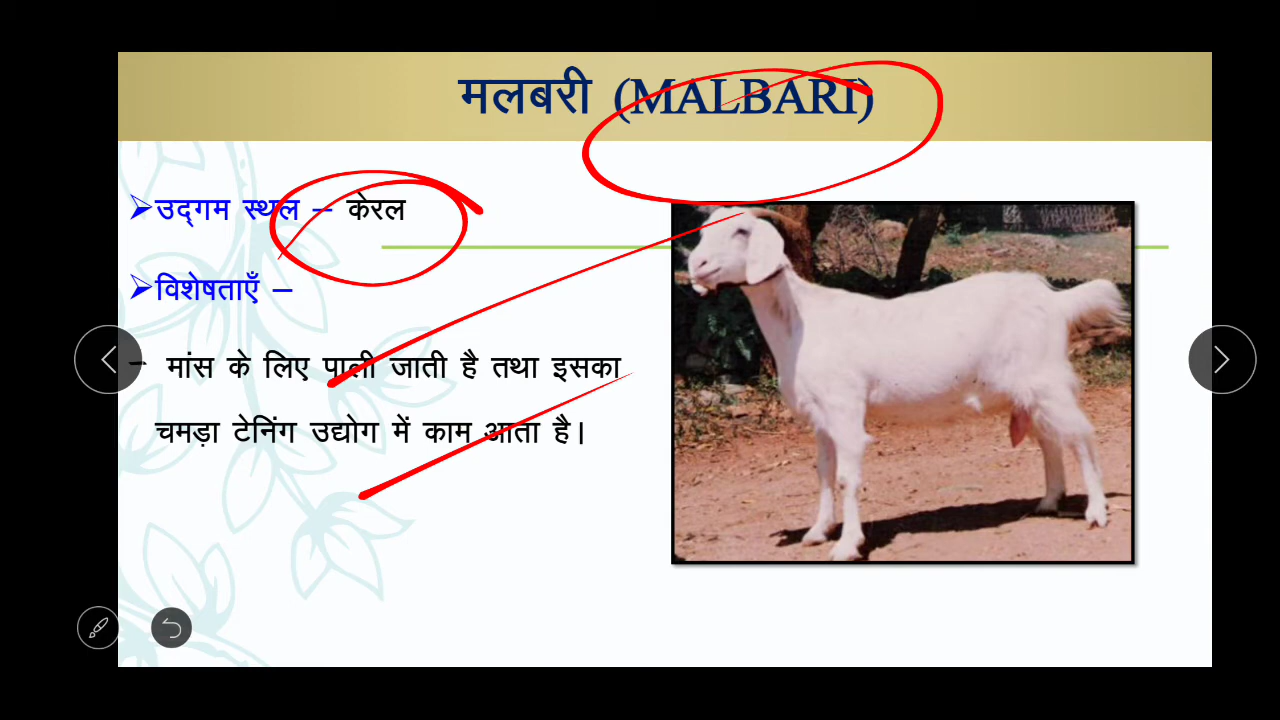 मलबरी (MALBARI)
➢उद्गम स्थल – केरल
➢विशेषताएँ –
– मांस के लिए पाली जाती है तथा इसका
चमड़ा टेनिंग उद्योग में काम आता है।